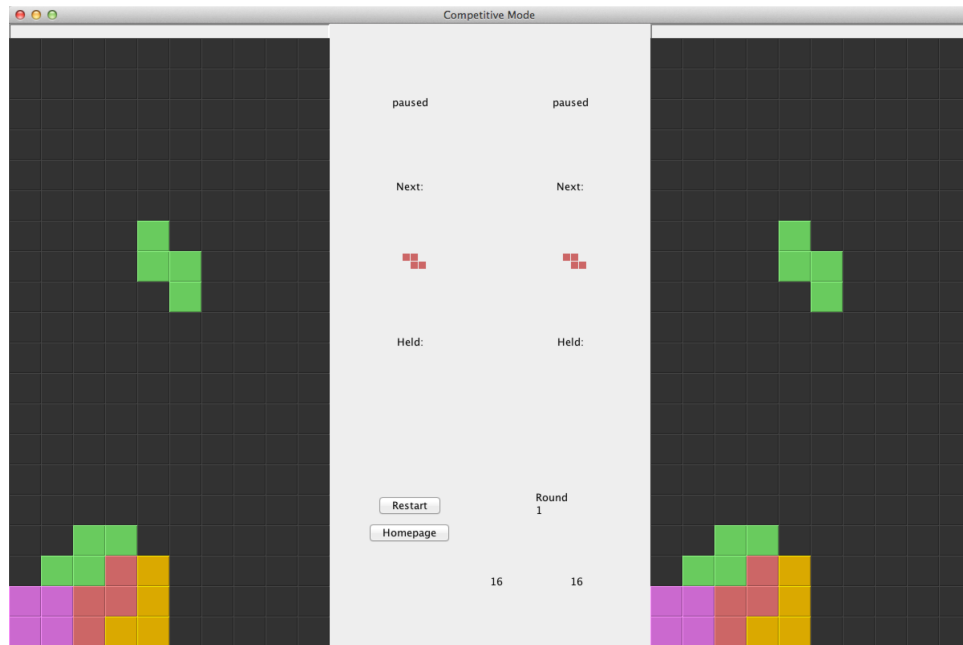 Competitive Mode
paused paused
Next: Next:
Held: Held:
Restart
Round
1
Homepage
16 16